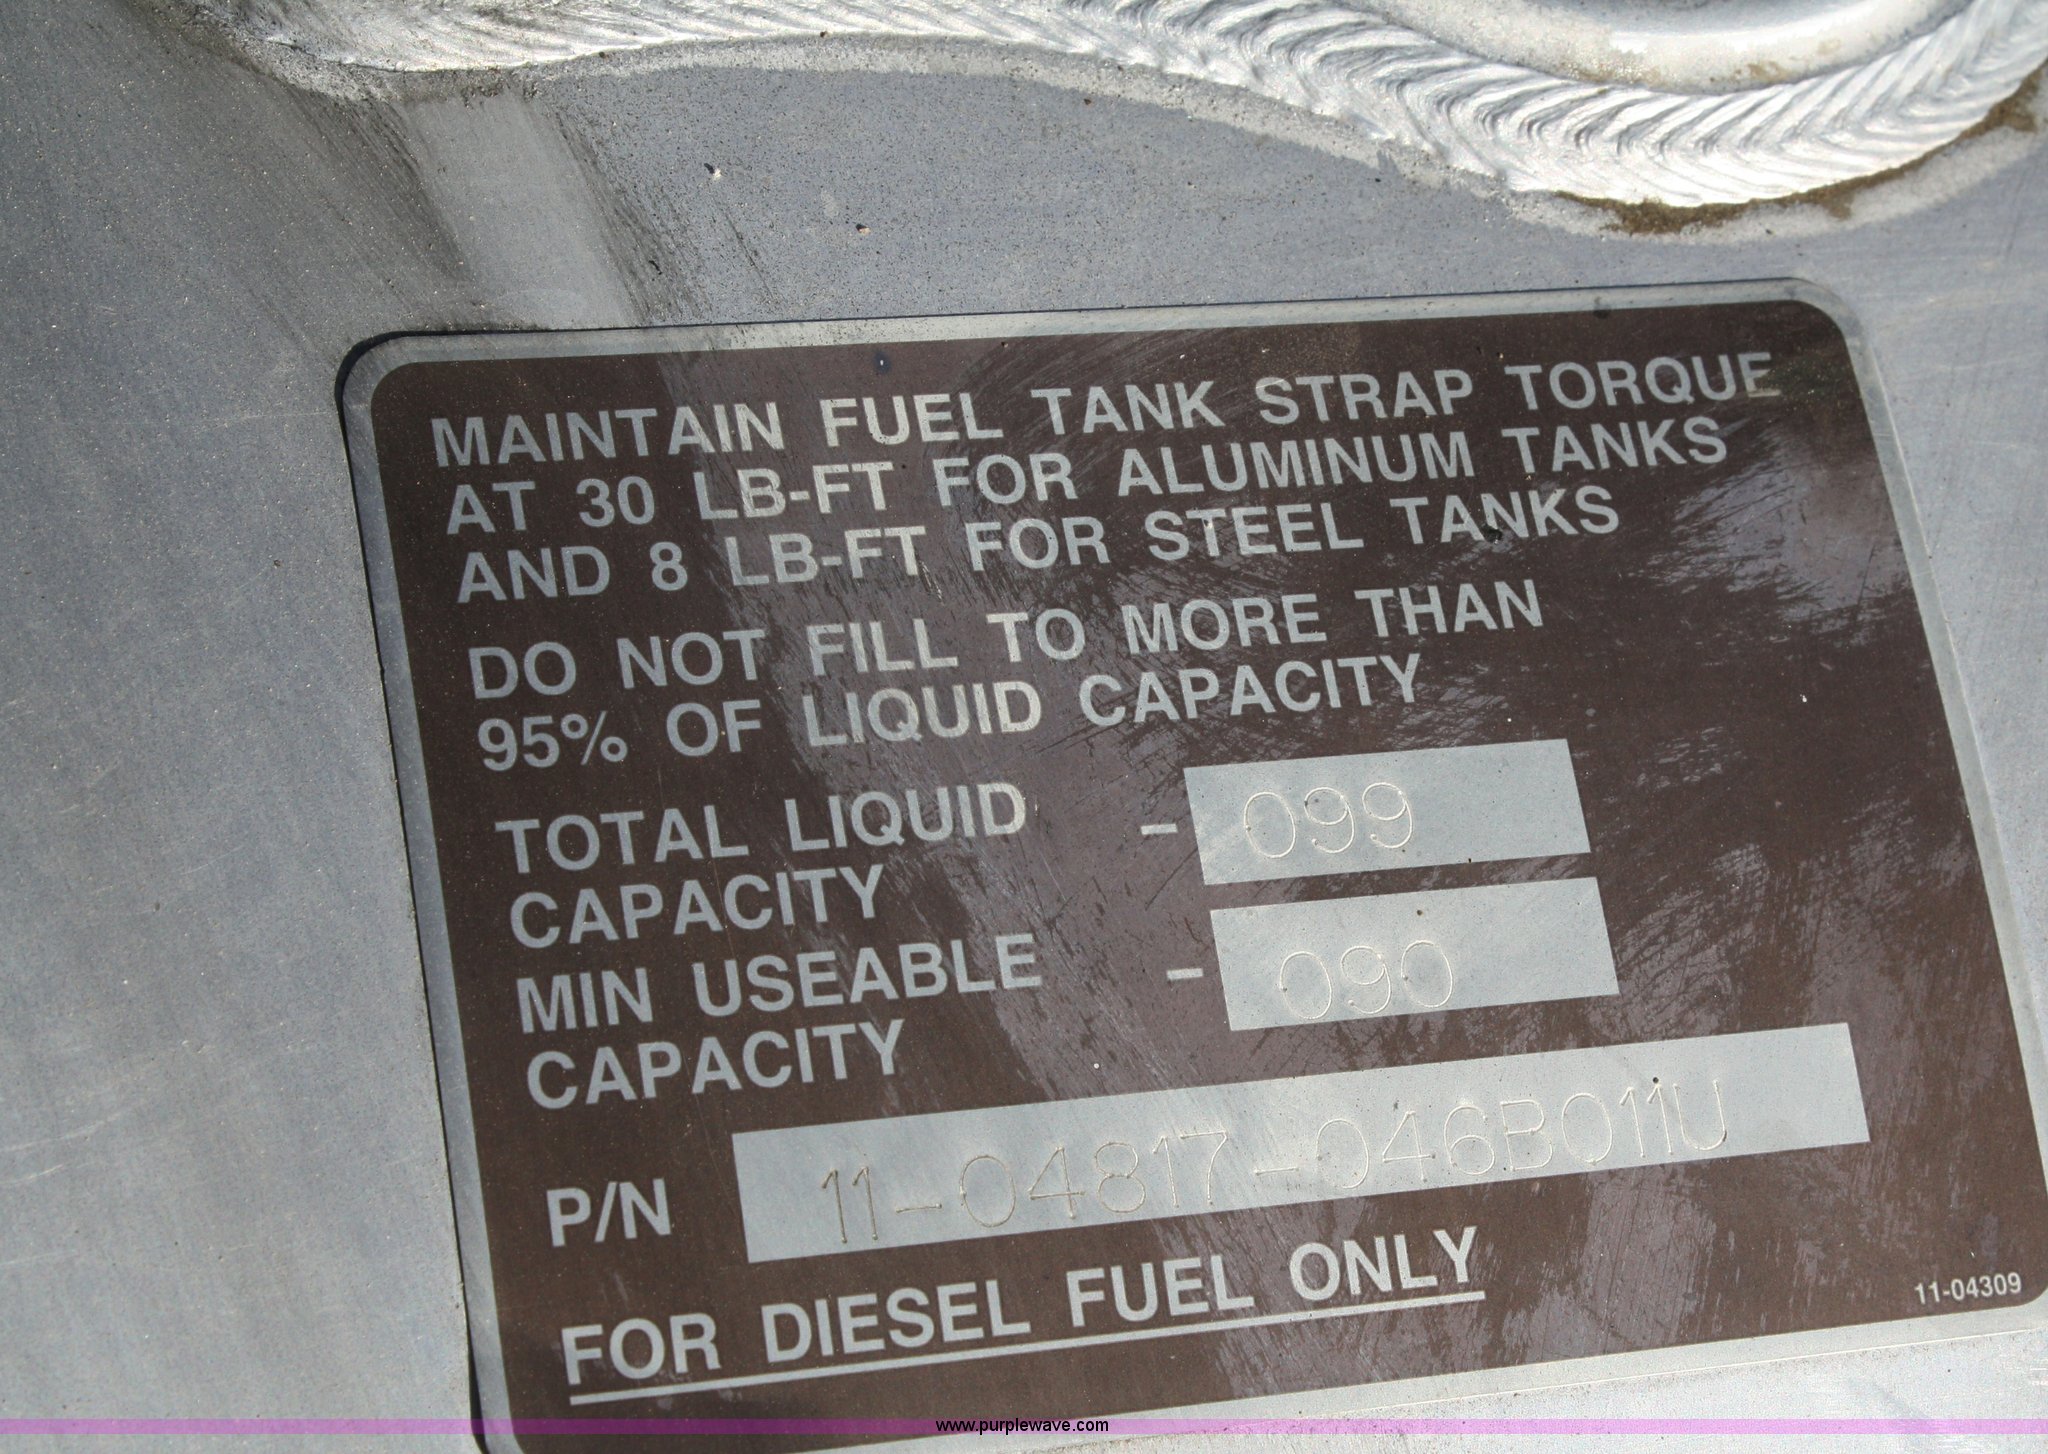 MAINTAIN FUEL TANK STRAP TORQUE
AT 30 LB-FT FOR ALUMINUM TANKS
AND 8 LB-FT FOR STEEL TANKS
DO NOT FILL TO MORE THAN
95% OF LIQUID CAPACITY
TOTAL LIQUID - 099
CAPACITY
MIN USEABLE - 090
CAPACITY
P/N 11-04817-046B011U
FOR DIESEL FUEL ONLY
11-04309
www.purplewave.com